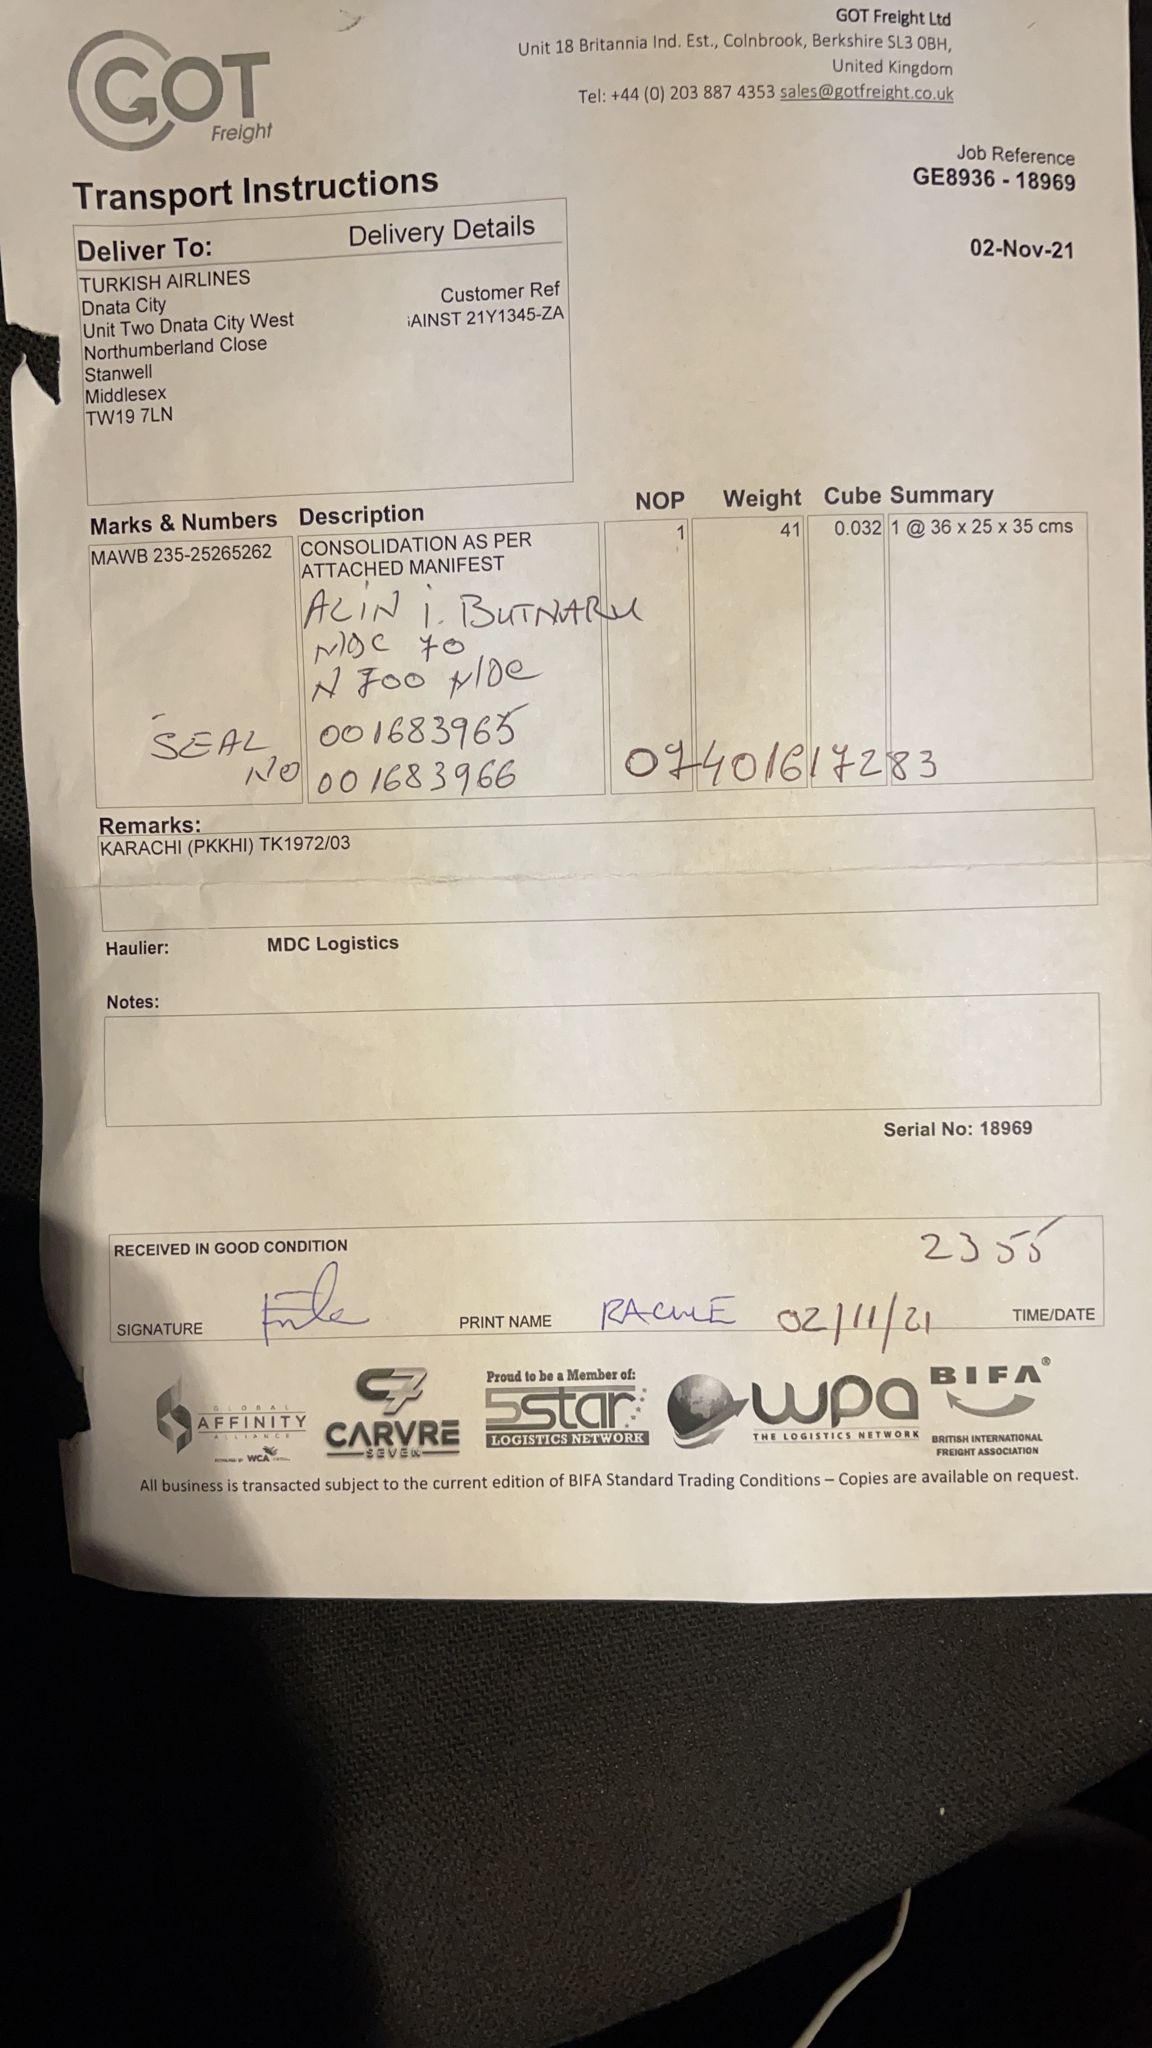 GOT
Freight
GOT Freight Ltd
Unit 18 Britannia Ind. Est., Colnbrook, Berkshire SL3 0BH,
United Kingdom
Tel: +44 (0) 203 887 4353 sales@gotfreight.co.uk
Job Reference
GE8936 - 18969
02-Nov-21
Transport Instructions
Deliver To: Delivery Details
TURKISH AIRLINES
Dnata City
Unit Two Dnata City West
Northumberland Close
Stanwell
Middlesex
TW19 7LN
Customer Ref
AINST 21Y1345-ZA
Marks & Numbers Description NOP Weight Cube Summary
MAWB 235-25265262 CONSOLIDATION AS PER 1 41 0.032 1 @ 36 x 25 x 35 cms
ATTACHED MANIFEST
ALIN I. BUTNARU
MDC 70
N700 MDC
SEAL 001683965
NO 001683966 07401617283
Remarks:
KARACHI (PKKHI) TK1972/03
Haulier: MDC Logistics
Notes:
Serial No: 18969
RECEIVED IN GOOD CONDITION 2355
SIGNATURE PRINT NAME 02/11/21 TIME/DATE
GLOBAL
AFFINITY
ALLIANCE
WCA
C7
CARVRE
SEVEN
Proud to be a Member of:
5star
LOGISTICS NETWORK
wpa
THE LOGISTICS NETWORK
BIFA®
BRITISH INTERNATIONAL
FREIGHT ASSOCIATION
All business is transacted subject to the current edition of BIFA Standard Trading Conditions – Copies are available on request.